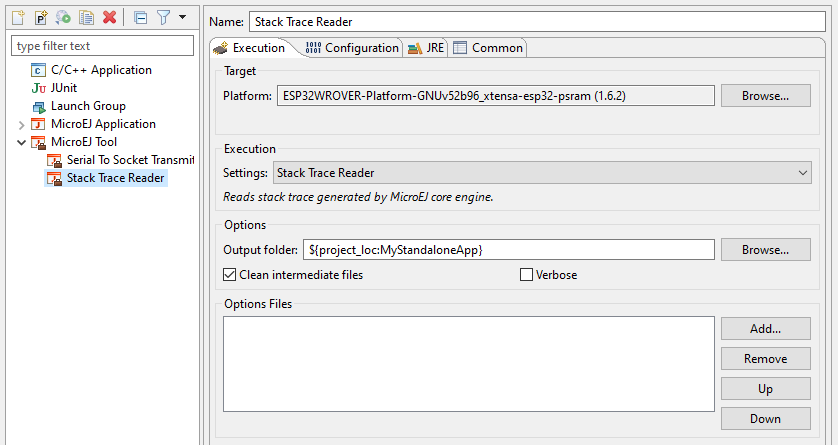 type filter text
C/C++ Application
JUnit
Launch Group
MicroEJ Application
MicroEJ Tool
Serial To Socket Transmit
Stack Trace Reader
Name: Stack Trace Reader
Execution Configuration JRE Common
Target
Platform: ESP32WROVER-Platform-GNUv52b96_xtensa-esp32-psram (1.6.2) Browse...
Execution
Settings: Stack Trace Reader
Reads stack trace generated by MicroEJ core engine.
Options
Output folder: ${project_loc:MyStandaloneApp} Browse...
Clean intermediate files Verbose
Options Files
Add...
Remove
Up
Down